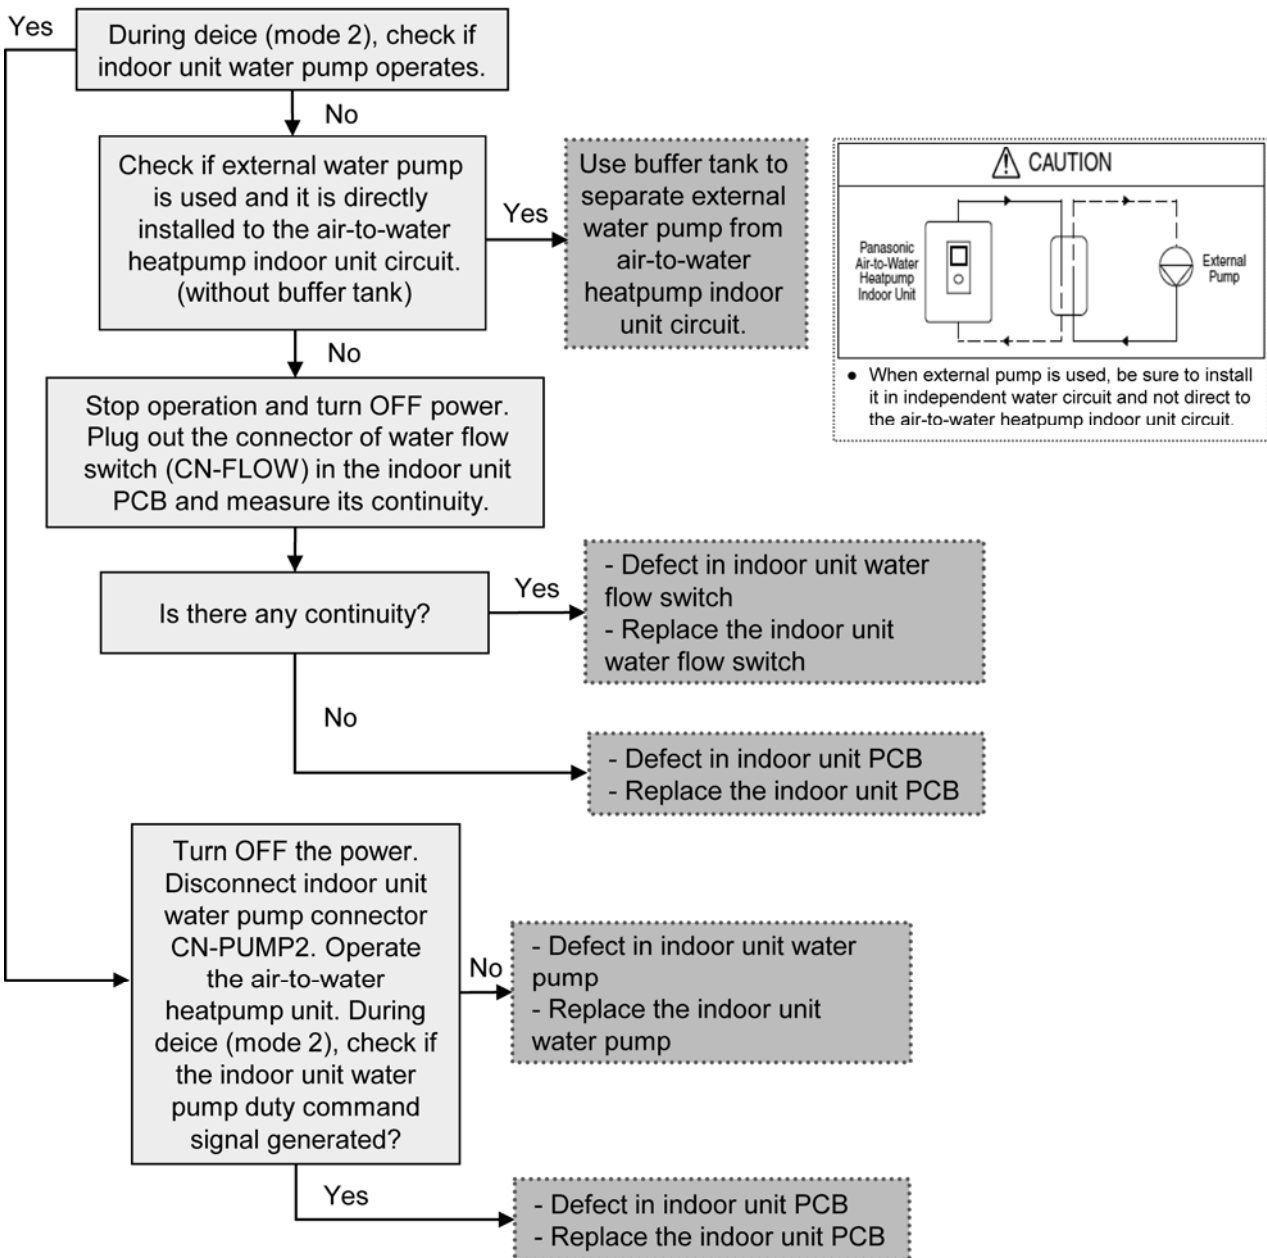 Yes
During deice (mode 2), check if
indoor unit water pump operates.
No
Check if external water pump
is used and it is directly
installed to the air-to-water
heatpump indoor unit circuit.
(without buffer tank)
Yes
Use buffer tank to
separate external
water pump from
air-to-water
heatpump indoor
unit circuit.
CAUTION
Panasonic
Air-to-Water
Heatpump
Indoor Unit
External
Pump
● When external pump is used, be sure to install
it in independent water circuit and not direct to
the air-to-water heatpump indoor unit circuit.
No
Stop operation and turn OFF power.
Plug out the connector of water flow
switch (CN-FLOW) in the indoor unit
PCB and measure its continuity.
Is there any continuity?
Yes
- Defect in indoor unit water
flow switch
- Replace the indoor unit
water flow switch
No
- Defect in indoor unit PCB
- Replace the indoor unit PCB
Turn OFF the power.
Disconnect indoor unit
water pump connector
CN-PUMP2. Operate
the air-to-water
heatpump unit. During
deice (mode 2), check if
the indoor unit water
pump duty command
signal generated?
No
- Defect in indoor unit water
pump
- Replace the indoor unit
water pump
Yes
- Defect in indoor unit PCB
- Replace the indoor unit PCB